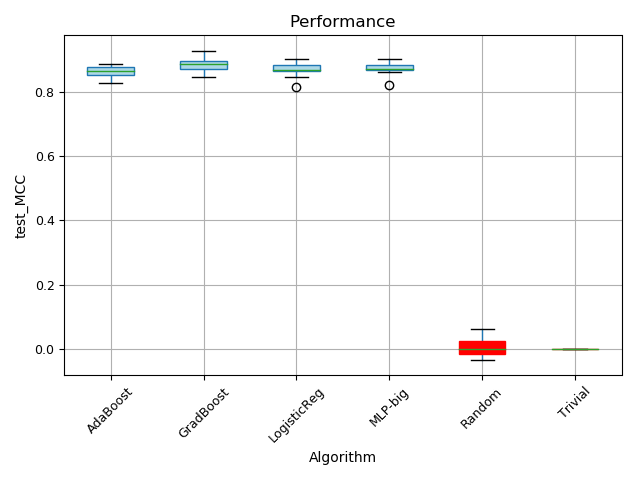 Performance
test_MCC
0.8
0.6
0.4
0.2
0.0
AdaBoost
GradBoost
LogisticReg
MLP-big
Random
Trivial
Algorithm